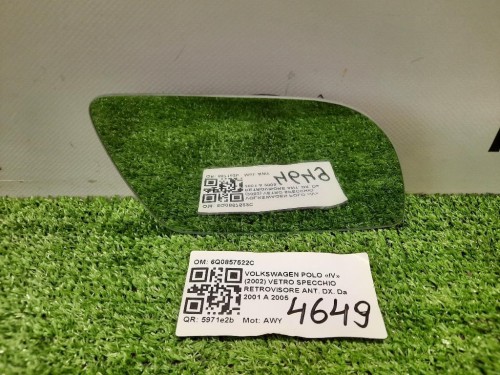 OM: 6Q0857522C
VOLKSWAGEN POLO «IV»
(2002) VETRO SPECCHIO
RETROVISORE ANT. DX. Da
2001 A 2005
QR: 5971e2b Mot: AWY
4649